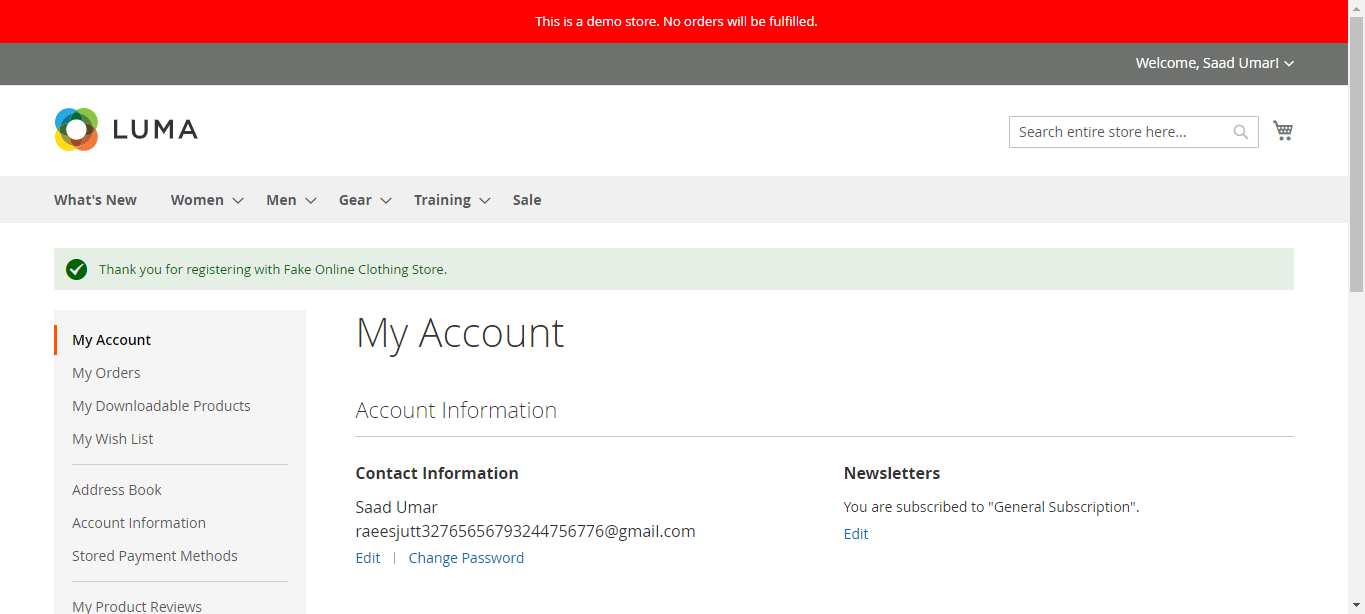 This is a demo store. No orders will be fulfilled.
Welcome, Saad Umar!
LUMA
Search entire store here...
What's New Women Men Gear Training Sale
Thank you for registering with Fake Online Clothing Store.
My Account
My Orders
My Downloadable Products
My Wish List
Address Book
Account Information
Stored Payment Methods
My Product Reviews
My Account
Account Information
Contact Information
Saad Umar
raeesjutt32765656793244756776@gmail.com
Edit | Change Password
Newsletters
You are subscribed to "General Subscription".
Edit